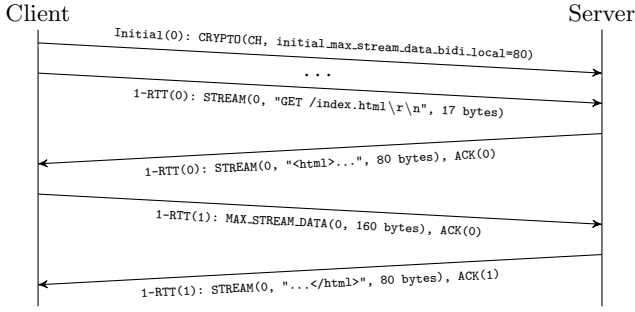 Client Server
Initial(0): CRYPTO(CH, initial_max_stream_data_bidi_local=80)
...
1-RTT(0): STREAM(0, "GET /index.html\r\n", 17 bytes)
1-RTT(0): STREAM(0, "<html>...", 80 bytes), ACK(0)
1-RTT(1): MAX_STREAM_DATA(0, 160 bytes), ACK(0)
1-RTT(1): STREAM(0, "...</html>", 80 bytes), ACK(1)